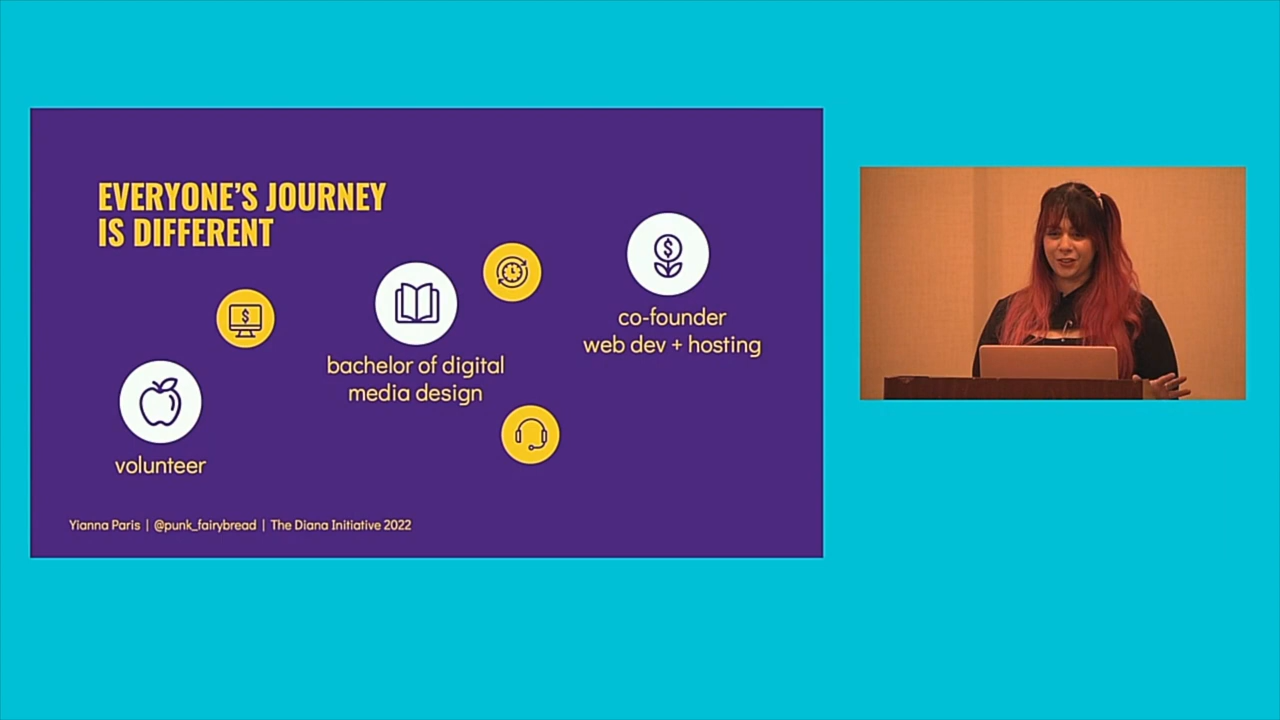 EVERYONE'S JOURNEY
IS DIFFERENT
$
$
co-founder
web dev + hosting
bachelor of digital
media design
volunteer
Yianna Paris | @punk_fairybread | The Diana Initiative 2022